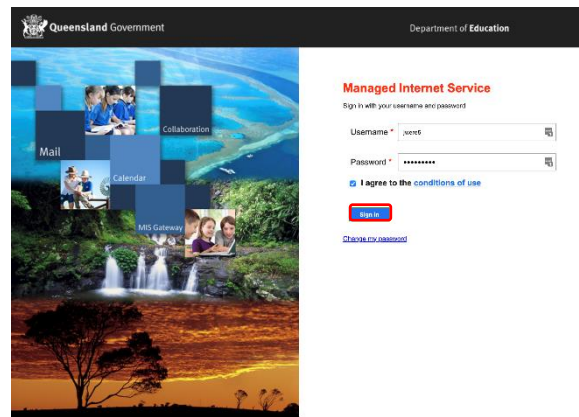 Queensland Government
Department of Education
Mail
Collaboration
Calendar
MIS Gateway
Managed Internet Service
Sign in with your username and password
Username *
Password * •••••••••
I agree to the conditions of use
Sign in
Change my password